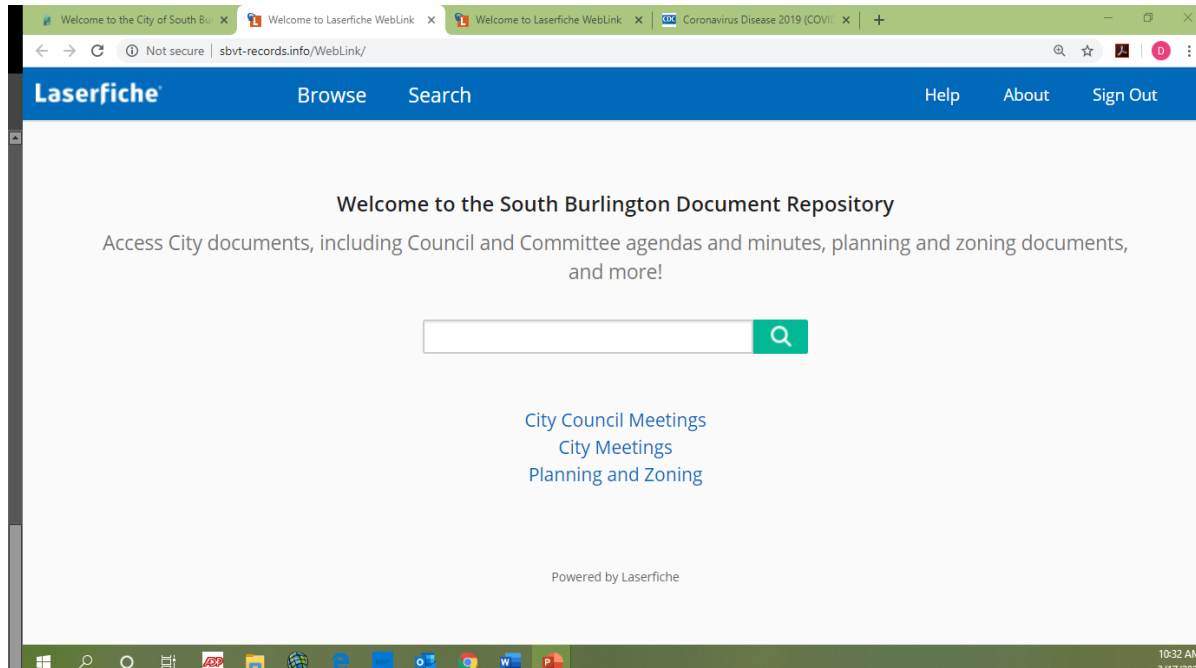 Welcome to the City of South Bu
Welcome to Laserfiche WebLink
Welcome to Laserfiche WebLink
CDC Coronavirus Disease 2019 (COVI
Not secure | sbvt-records.info/WebLink/
D
Laserfiche Browse Search Help About Sign Out
Welcome to the South Burlington Document Repository
Access City documents, including Council and Committee agendas and minutes, planning and zoning documents,
and more!
City Council Meetings
City Meetings
Planning and Zoning
Powered by Laserfiche
ADP
10:32 AM